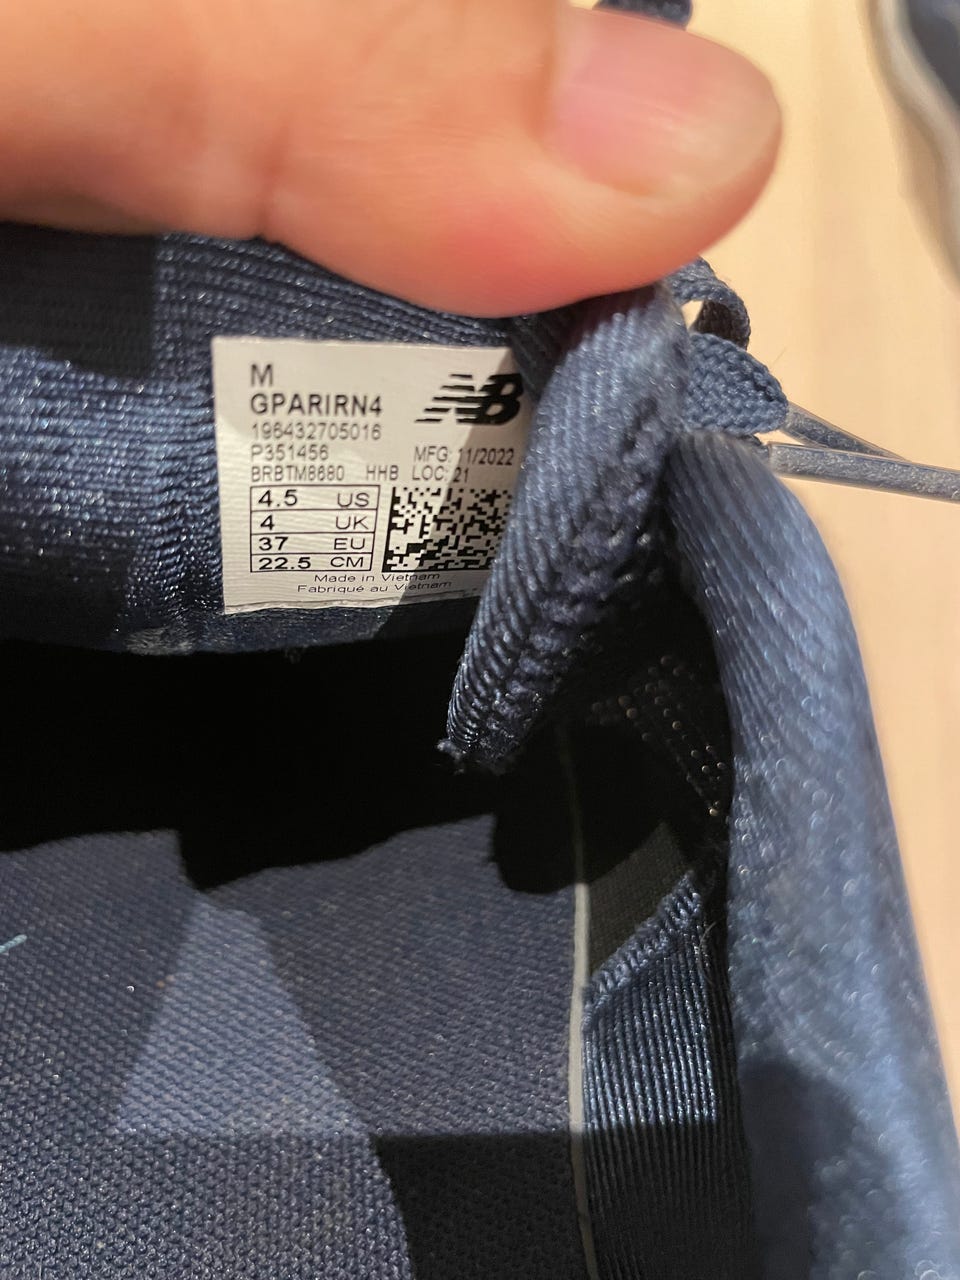 M
NB
GPARIRN4
196432705016
P351456 MFG: 11/2022
BRBTM8680 HHB LOC: 21
4.5 US
4 UK
37 EU
22.5 CM
Made in Vietnam
Fabriqué au Vietnam